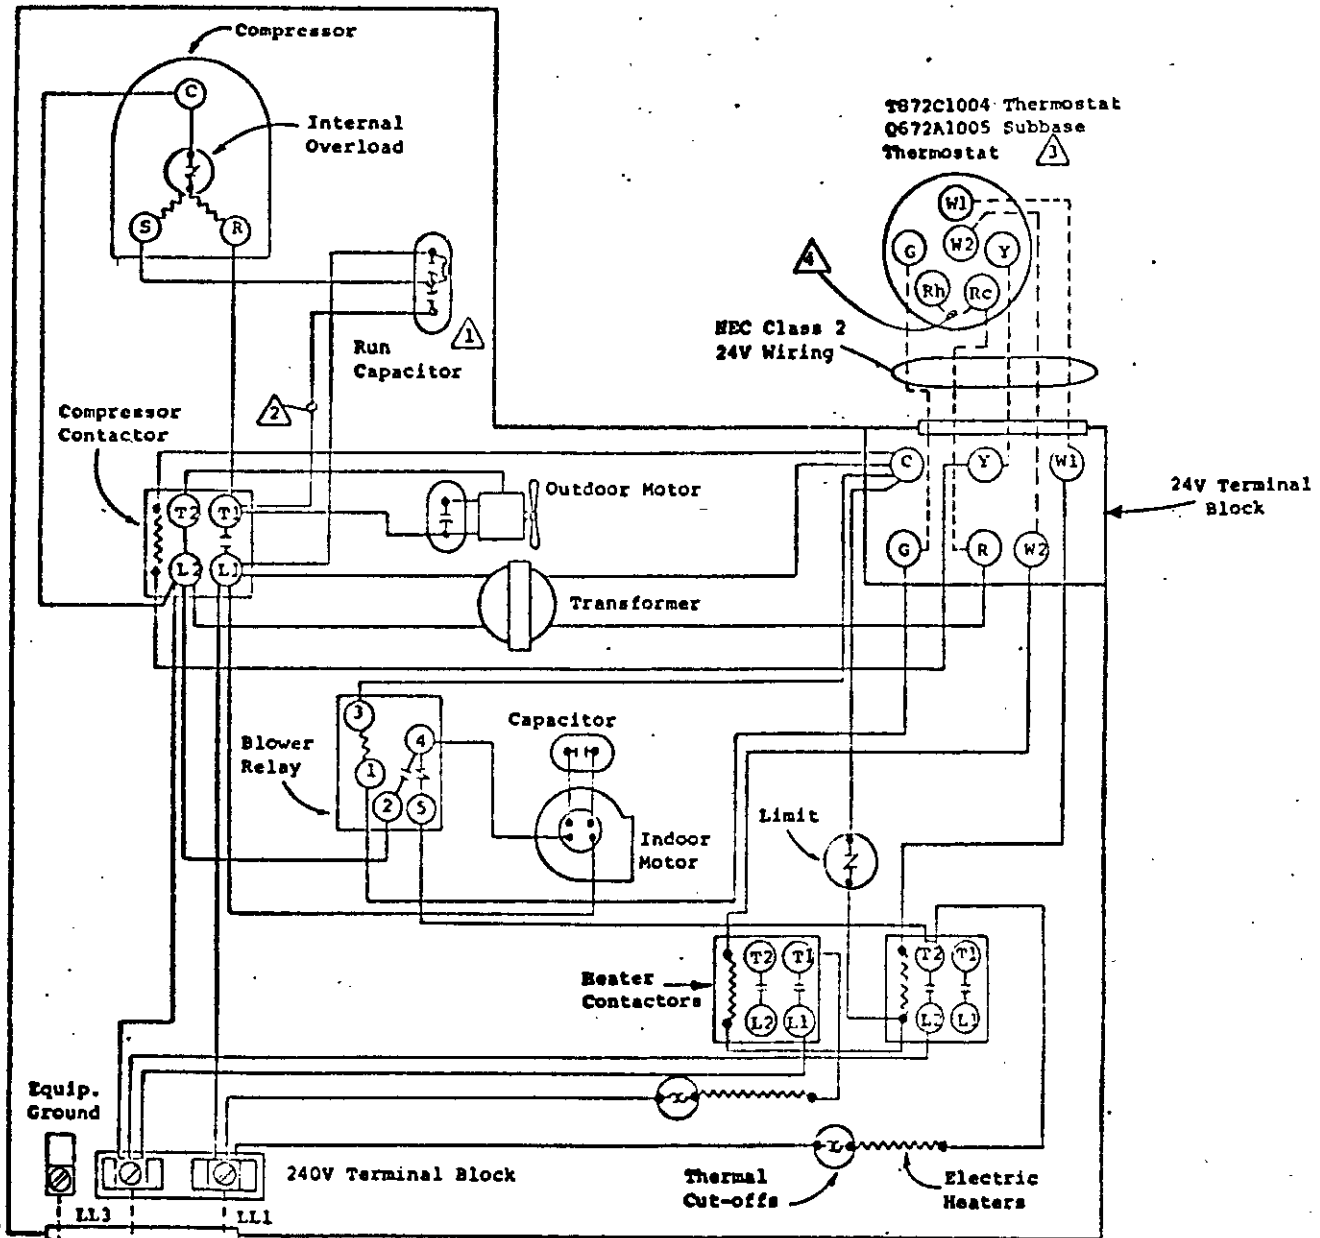 Compressor
C
Internal
Overload
S
R
T872C1004 Thermostat
Q672A1005 Subbase
Thermostat
3
W1
G
W2
Y
Rh
Rc
4
NEC Class 2
24V Wiring
Run
Capacitor
1
2
Compressor
Contactor
T2
T1
L2
L1
Outdoor Motor
Transformer
C
Y
W1
G
R
W2
24V Terminal
Block
Blower
Relay
3
4
1
2
5
Capacitor
Indoor
Motor
Limit
Heater
Contactors
T2
T1
L2
L1
T2
T1
L2
L1
Equip.
Ground
240V Terminal Block
LL3
LL1
Thermal
Cut-offs
Electric
Heaters